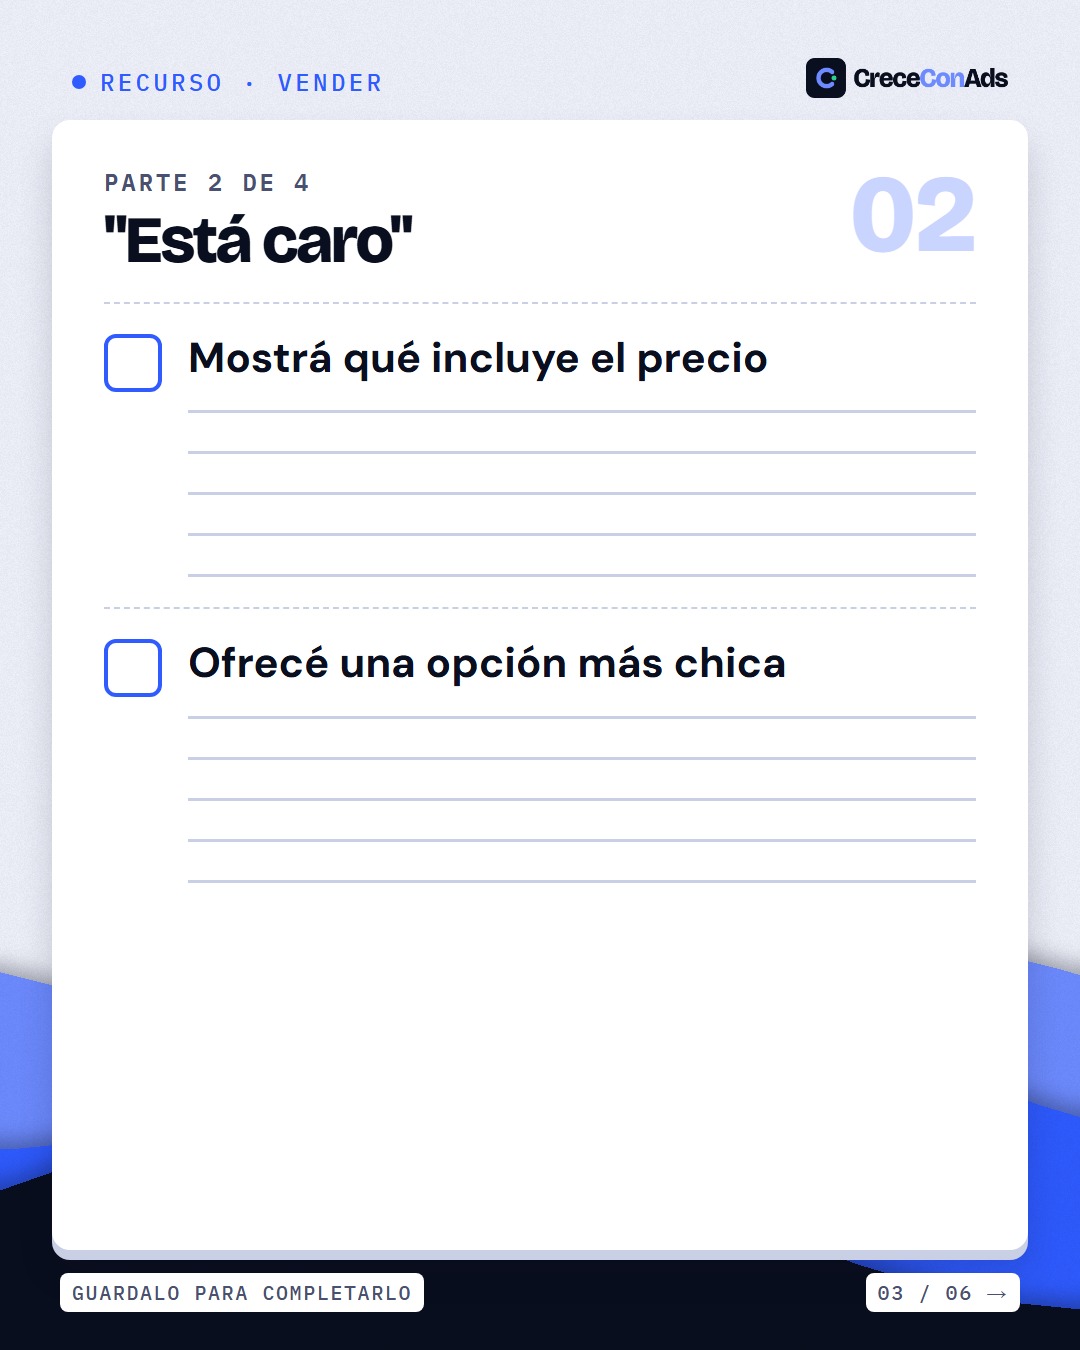 RECURSO · VENDER
CreceConAds
PARTE 2 DE 4
02
"Está caro"
Mostrá qué incluye el precio
Ofrecé una opción más chica
GUARDALO PARA COMPLETARLO
03 / 06 →